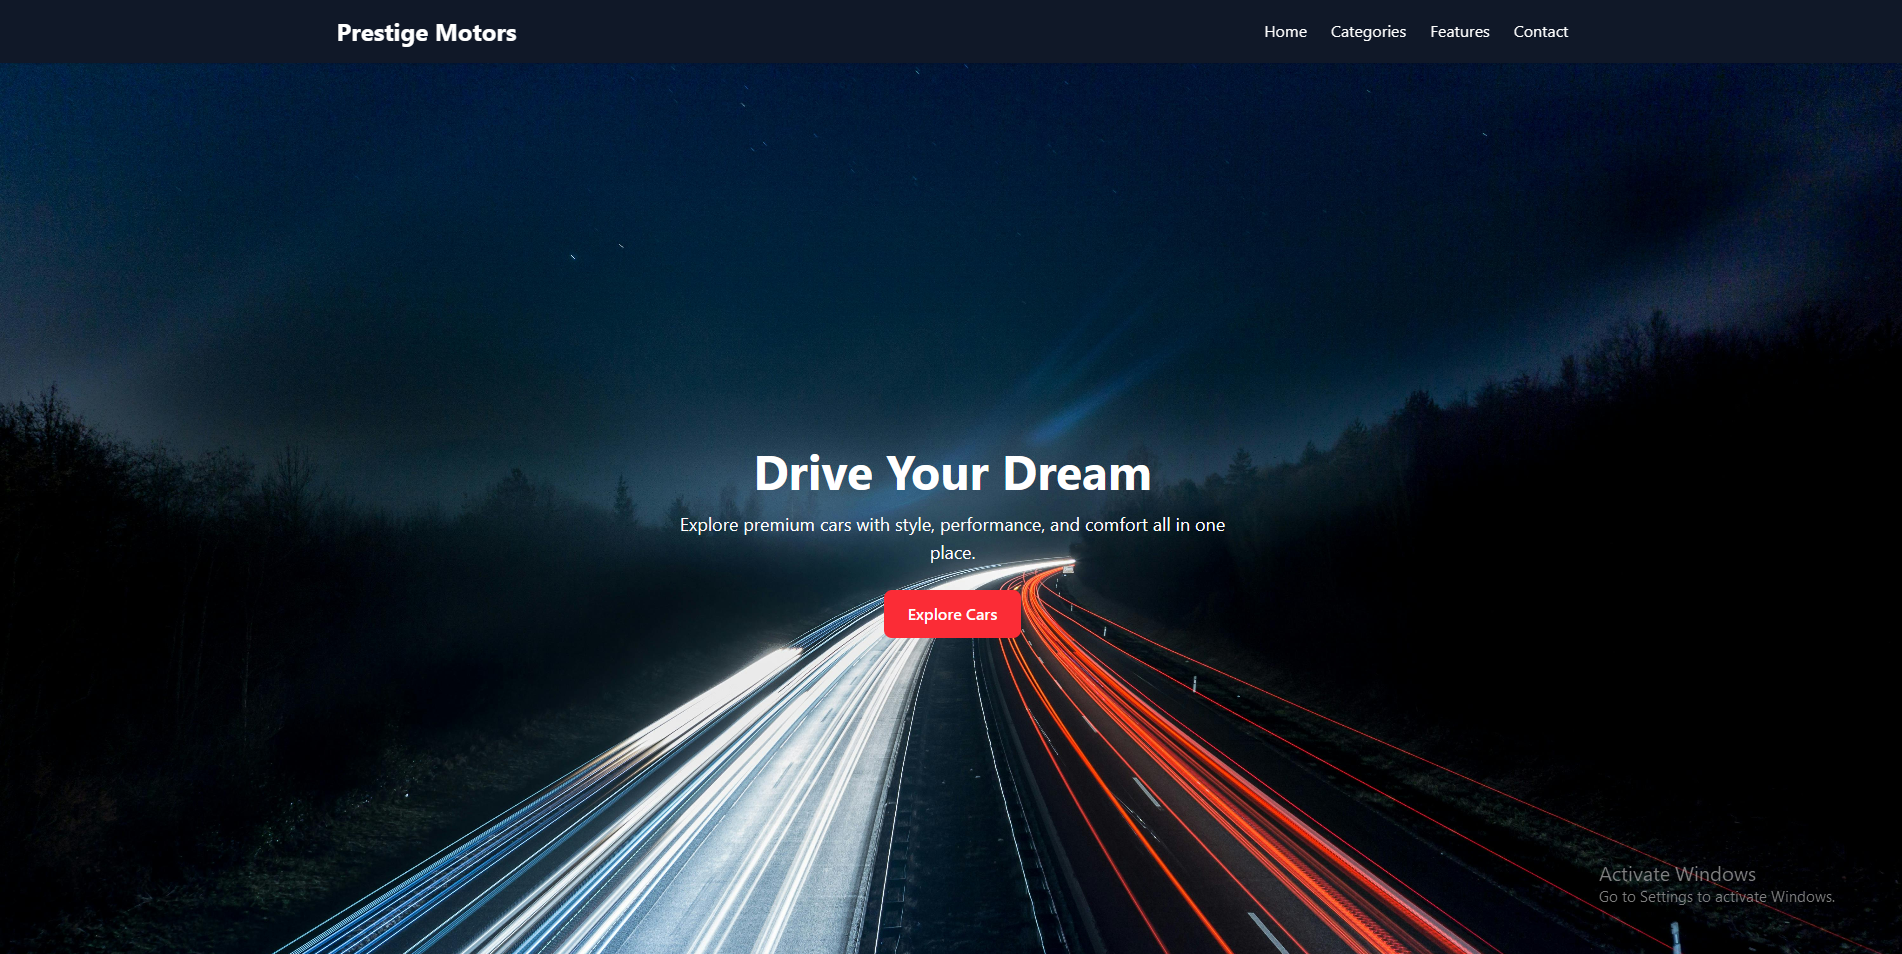 Prestige Motors
Home Categories Features Contact
Drive Your Dream
Explore premium cars with style, performance, and comfort all in one
place.
Explore Cars
Activate Windows
Go to Settings to activate Windows.